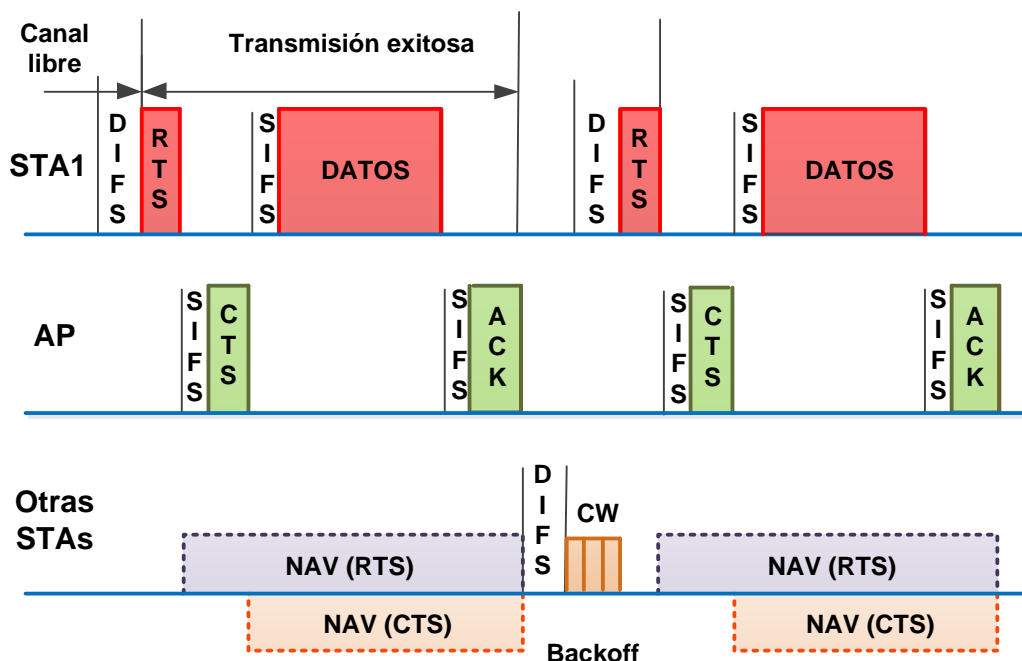 Canal
libre
Transmisión exitosa
STA1
DIFS
RTS
SIFS
DATOS
DIFS
RTS
SIFS
DATOS
AP
SIFS
CTS
SIFS
ACK
SIFS
CTS
SIFS
ACK
Otras
STAs
NAV (RTS)
DIFS
CW
NAV (RTS)
NAV (CTS)
NAV (CTS)
Backoff